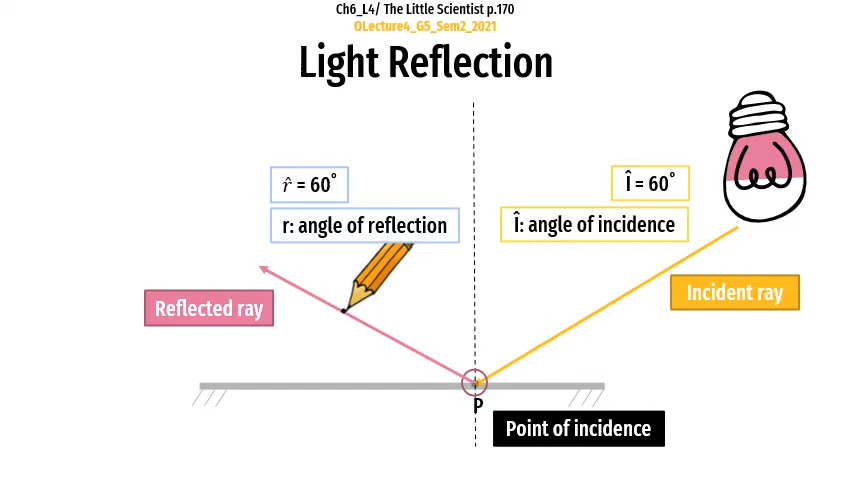 Ch6_L4/ The Little Scientist p.170
OLecture4_G5_Sem2_2021
Light Reflection
r̂ = 60°
Î = 60°
r: angle of reflection
Î: angle of incidence
Incident ray
Reflected ray
P
Point of incidence